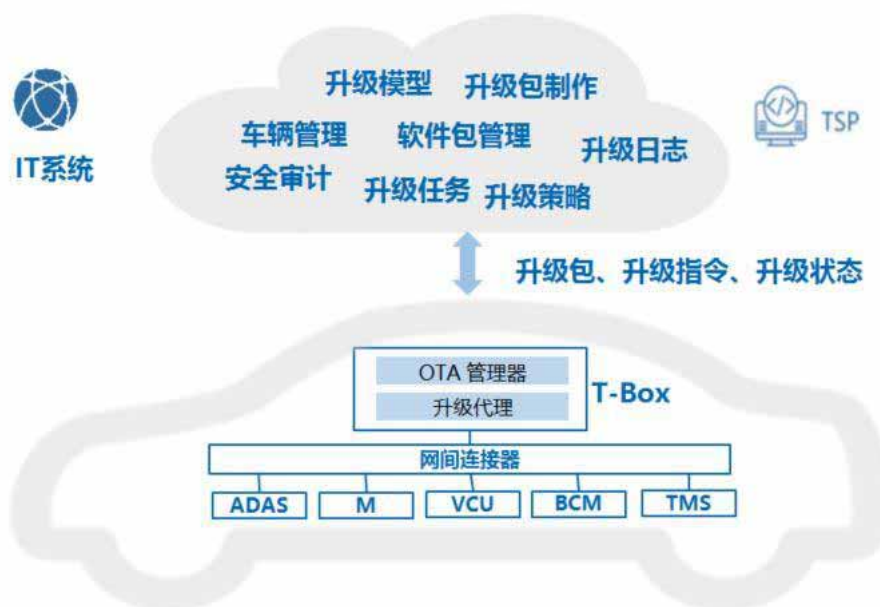 升级模型 升级包制作
车辆管理 软件包管理 升级日志
安全审计 升级任务 升级策略
IT系统
TSP
升级包、升级指令、升级状态
OTA 管理器
升级代理
T-Box
网间连接器
ADAS M VCU BCM TMS